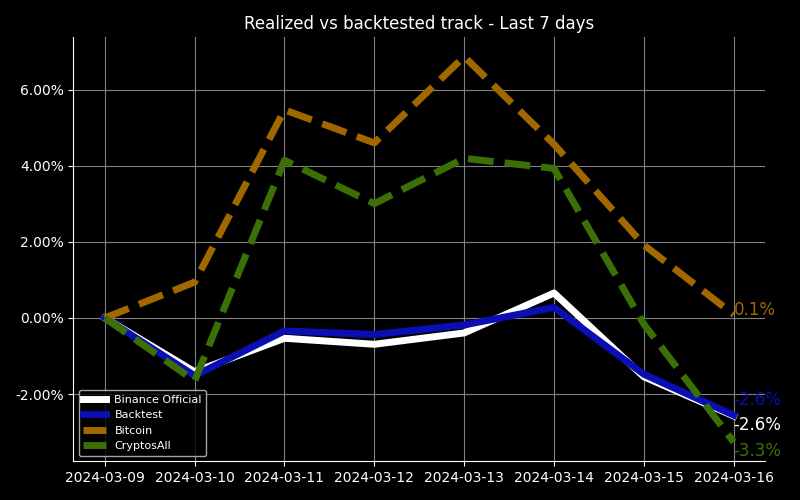 Realized vs backtested track - Last 7 days
6.00%
4.00%
2.00%
0.00%
-2.00%
0.1%
-2.6%
-2.6%
-3.3%
Binance Official
Backtest
Bitcoin
CryptosAll
2024-03-09 2024-03-10 2024-03-11 2024-03-12 2024-03-13 2024-03-14 2024-03-15 2024-03-16